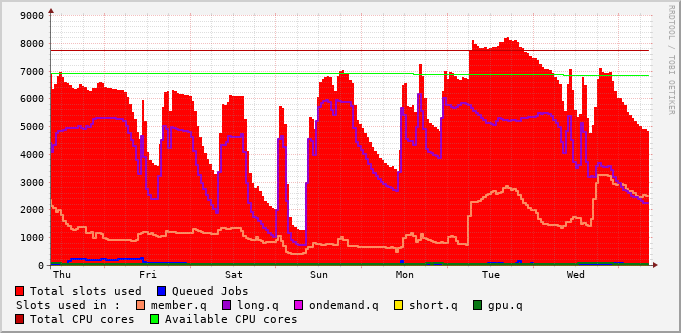 9000
8000
7000
6000
5000
4000
3000
2000
1000
0
Thu Fri Sat Sun Mon Tue Wed
RRDTOOL / TOBI OETIKER
Total slots used Queued Jobs
Slots used in : member.q long.q ondemand.q short.q gpu.q
Total CPU cores Available CPU cores